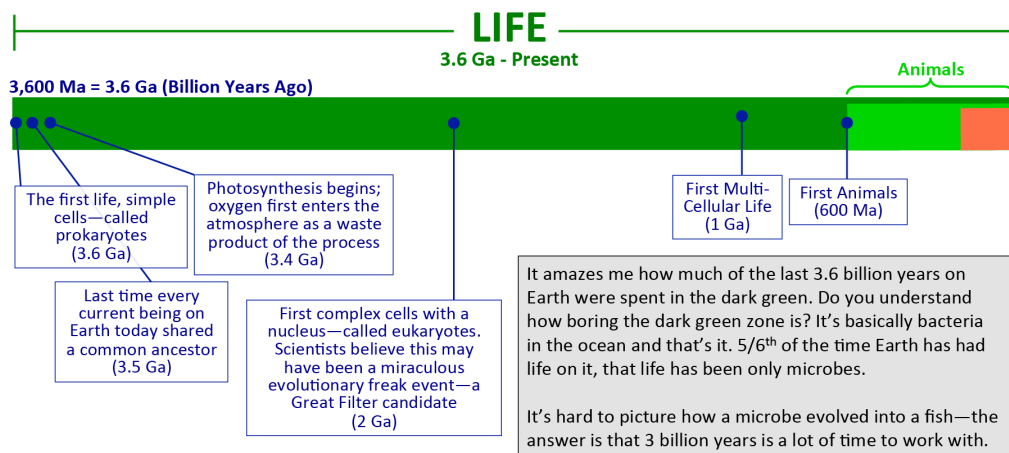 LIFE
3.6 Ga - Present
Animals
3,600 Ma = 3.6 Ga (Billion Years Ago)
The first life, simple
cells—called
prokaryotes
(3.6 Ga)
Photosynthesis begins;
oxygen first enters the
atmosphere as a waste
product of the process
(3.4 Ga)
First Multi-
Cellular Life
(1 Ga)
First Animals
(600 Ma)
Last time every
current being on
Earth today shared
a common ancestor
(3.5 Ga)
First complex cells with a
nucleus—called eukaryotes.
Scientists believe this may
have been a miraculous
evolutionary freak event—a
Great Filter candidate
(2 Ga)
It amazes me how much of the last 3.6 billion years on
Earth were spent in the dark green. Do you understand
how boring the dark green zone is? It's basically bacteria
in the ocean and that's it. 5/6th of the time Earth has had
life on it, that life has been only microbes.
It's hard to picture how a microbe evolved into a fish—the
answer is that 3 billion years is a lot of time to work with.